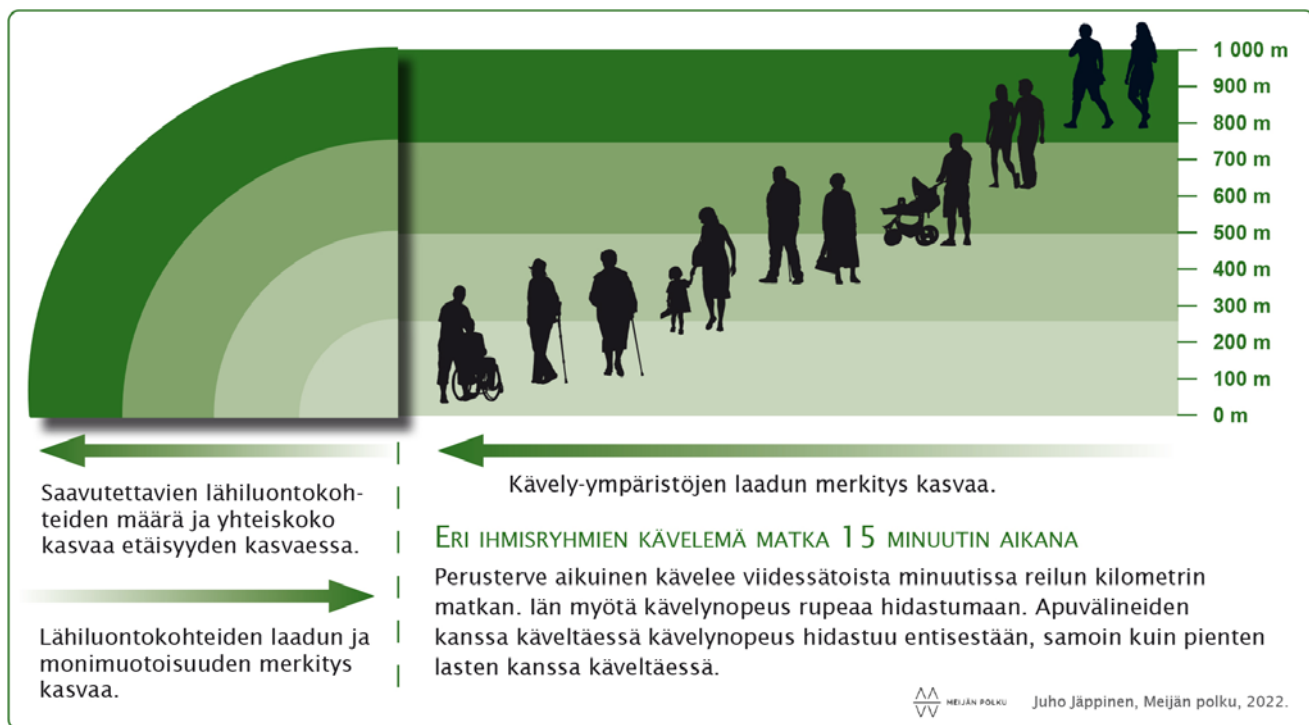 1 000 m
900 m
800 m
700 m
600 m
500 m
400 m
300 m
200 m
100 m
0 m
Saavutettavien lähiluontokoh-
teiden määrä ja yhteiskoko
kasvaa etäisyyden kasvaessa.
Lähiluontokohteiden laadun ja
monimuotoisuuden merkitys
kasvaa.
Kävely-ympäristöjen laadun merkitys kasvaa.
ERI IHMISRYHMIEN KÄVELEMÄ MATKA 15 MINUUTIN AIKANA
Perusterve aikuinen kävelee viidessätoista minuutissa reilun kilometrin
matkan. Iän myötä kävelynopeus rupeaa hidastumaan. Apuvälineiden
kanssa käveltäessä kävelynopeus hidastuu entisestään, samoin kuin pienten
lasten kanssa käveltäessä.
MEIJÄN POLKU
Juho Jäppinen, Meijän polku, 2022.